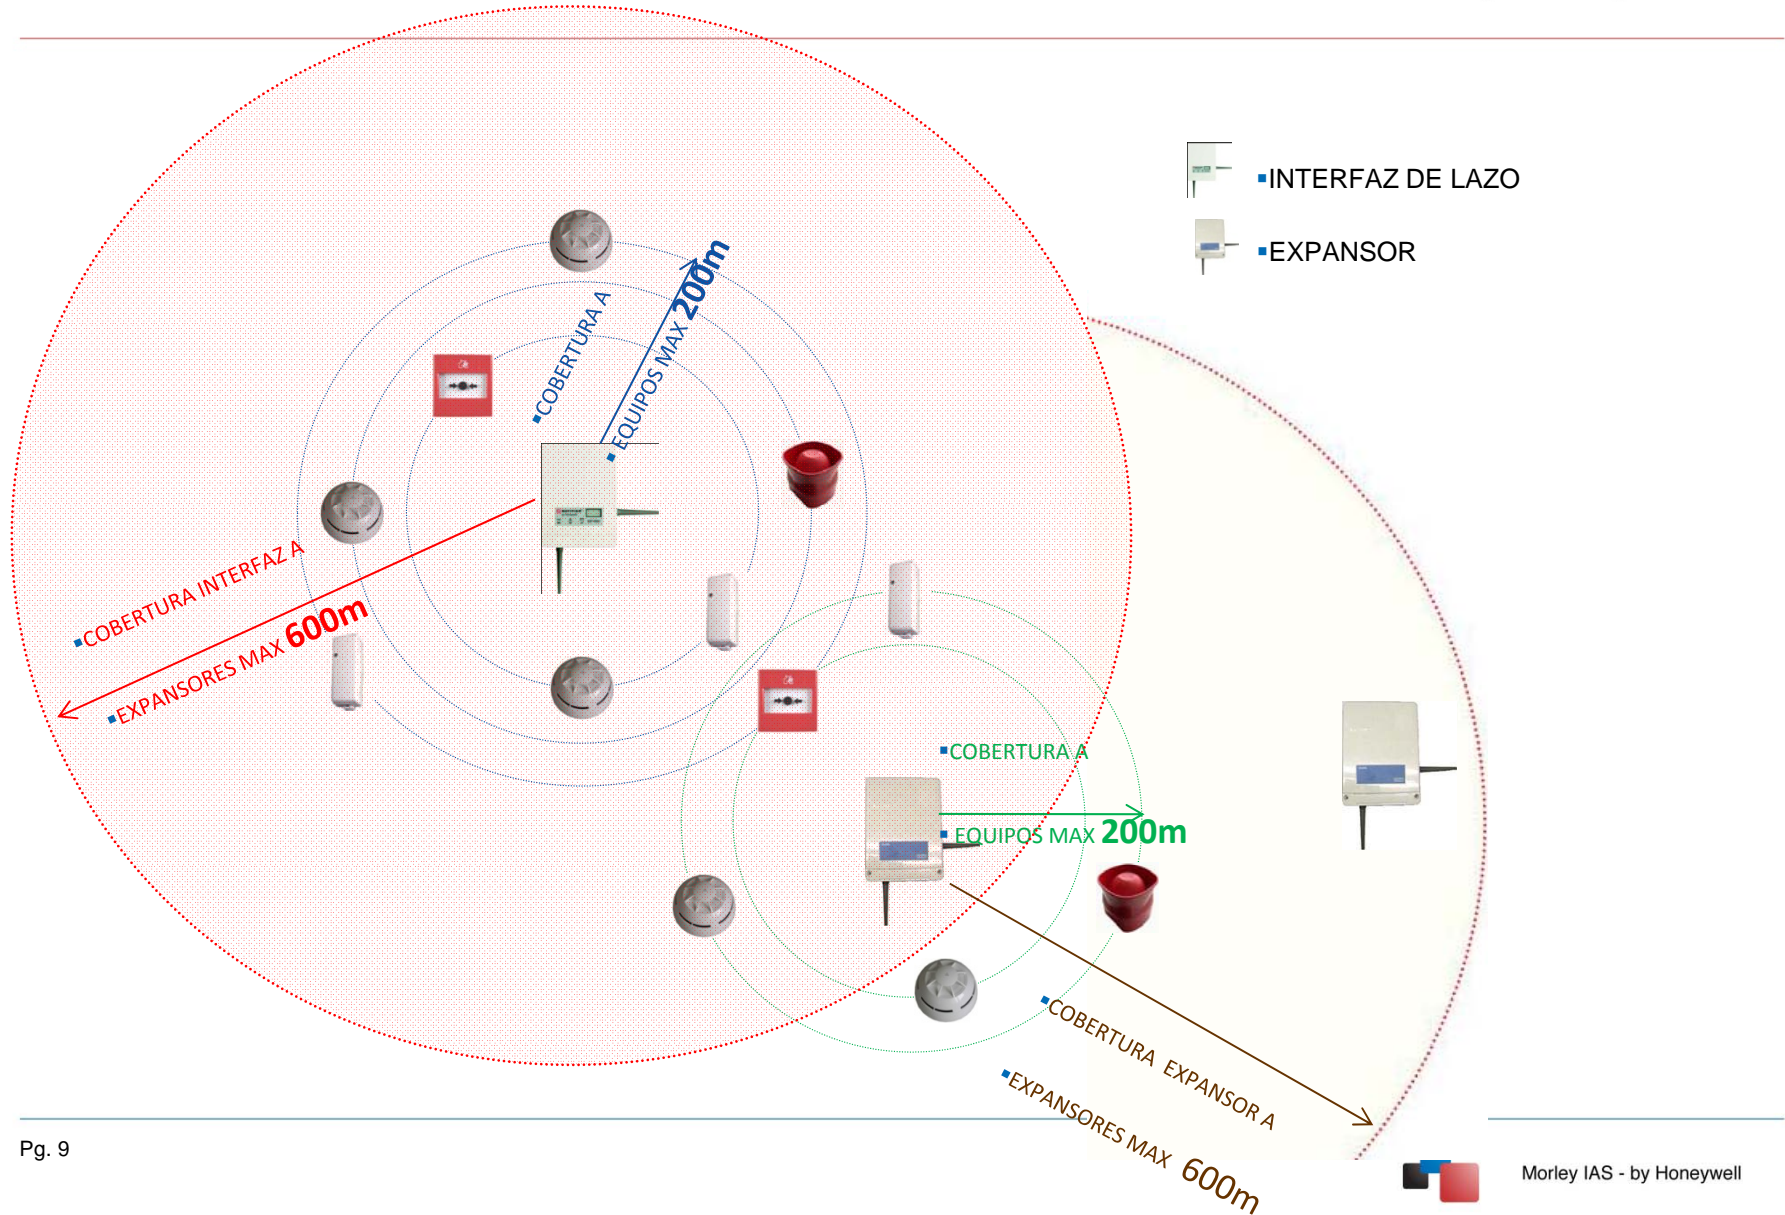 INTERFAZ DE LAZO
EXPANSOR
COBERTURA A
EQUIPOS MAX 200m
COBERTURA INTERFAZ A
EXPANSORES MAX 600m
COBERTURA A
EQUIPOS MAX 200m
COBERTURA EXPANSOR A
EXPANSORES MAX 600m
Pg. 9
Morley IAS - by Honeywell